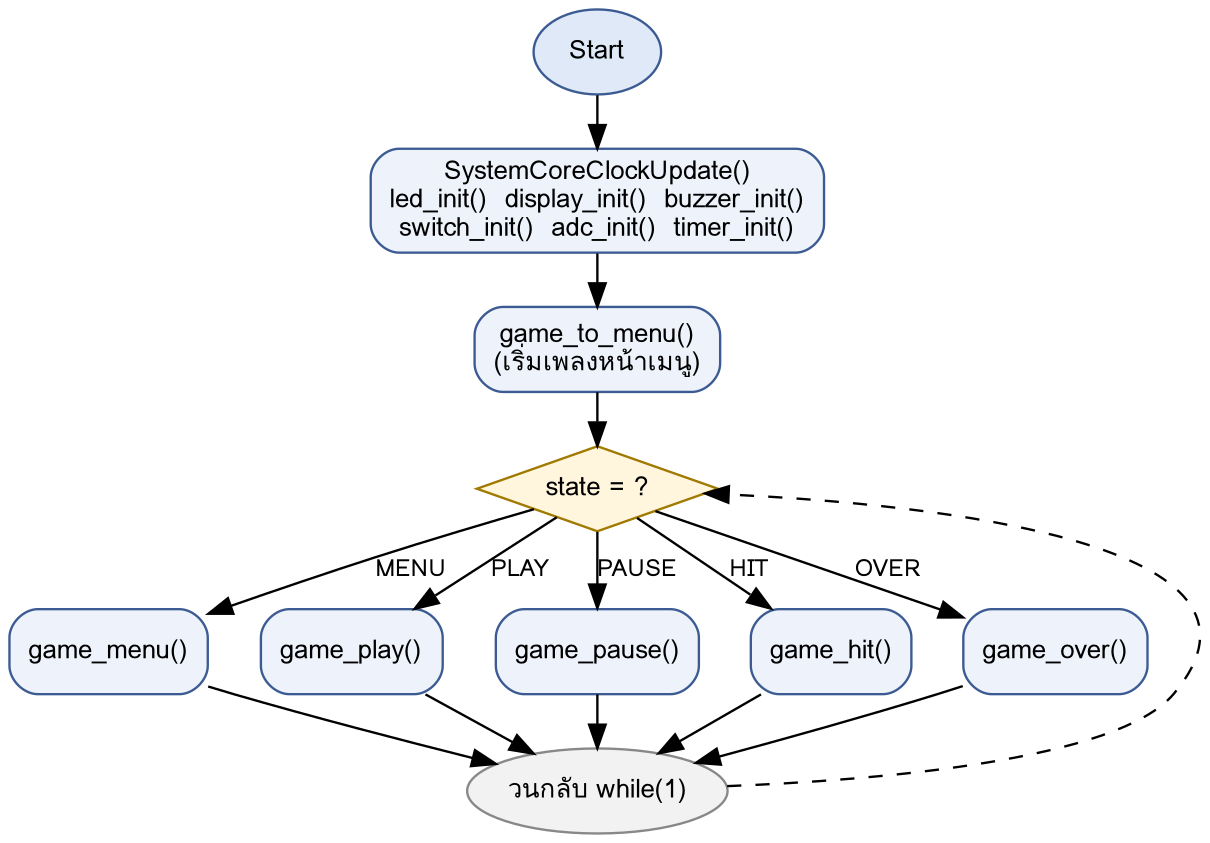 Start
SystemCoreClockUpdate()
led_init()  display_init()  buzzer_init()
switch_init()  adc_init()  timer_init()
game_to_menu()
(เริ่มเพลงหน้าเมนู)
state = ?
MENU
PLAY
PAUSE
HIT
OVER
game_menu()
game_play()
game_pause()
game_hit()
game_over()
วนกลับ while(1)